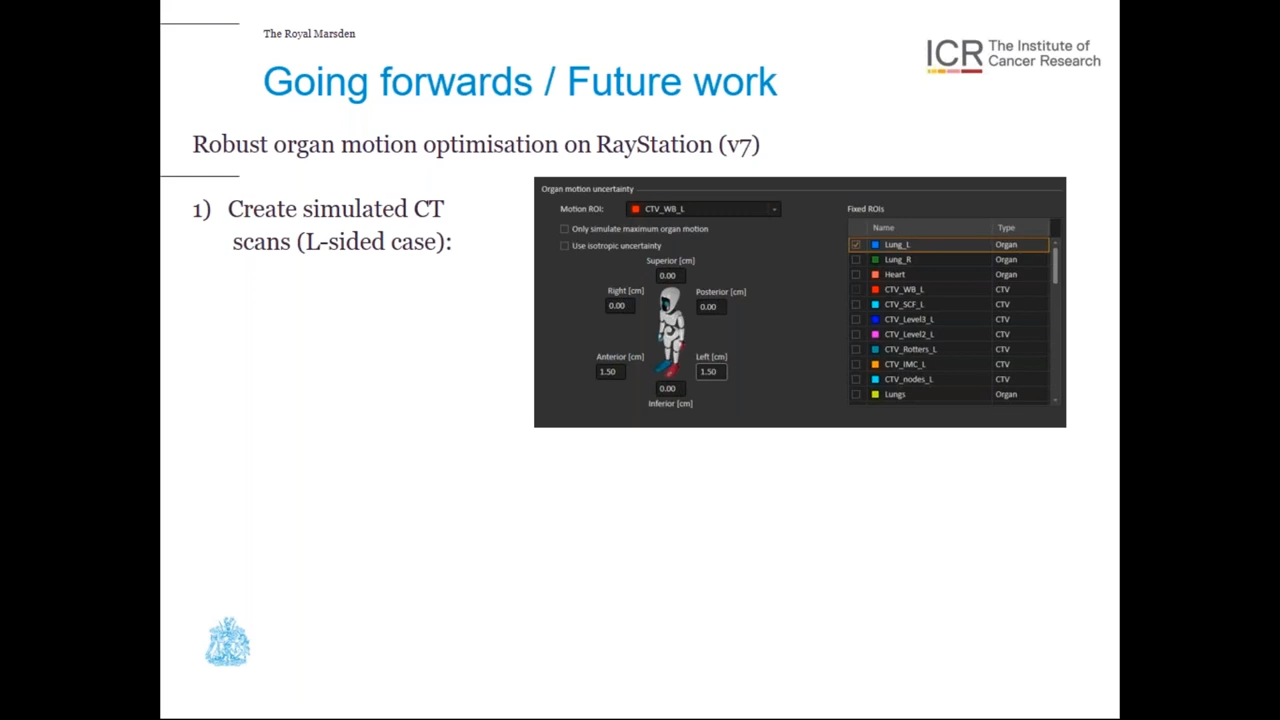 The Royal Marsden
ICR The Institute of
Cancer Research
Going forwards / Future work
Robust organ motion optimisation on RayStation (v7)
1) Create simulated CT
scans (L-sided case):
Organ motion uncertainty
Motion ROI: CTV_WB_L
Only simulate maximum organ motion
Use isotropic uncertainty
Superior [cm]
0.00
Right [cm] Posterior [cm]
0.00 0.00
Anterior [cm] Left [cm]
1.50 1.50
0.00
Inferior [cm]
Fixed ROIs
Name Type
Lung_L Organ
Lung_R Organ
Heart Organ
CTV_WB_L CTV
CTV_SCF_L CTV
CTV_Level3_L CTV
CTV_Level2_L CTV
CTV_Rotters_L CTV
CTV_IMC_L CTV
CTV_nodes_L CTV
Lungs Organ